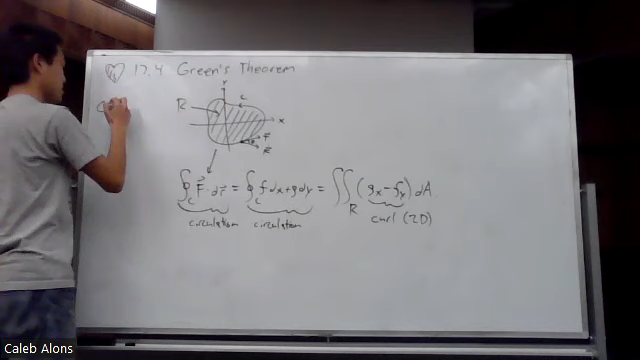 17.4 Green's Theorem
y
C
R
x
F
r
∮_C F⃗ · dr⃗ = ∮_C f dx + g dy = ∬_R (g_x − f_y) dA
circulation circulation curl (2D)
Caleb Alons